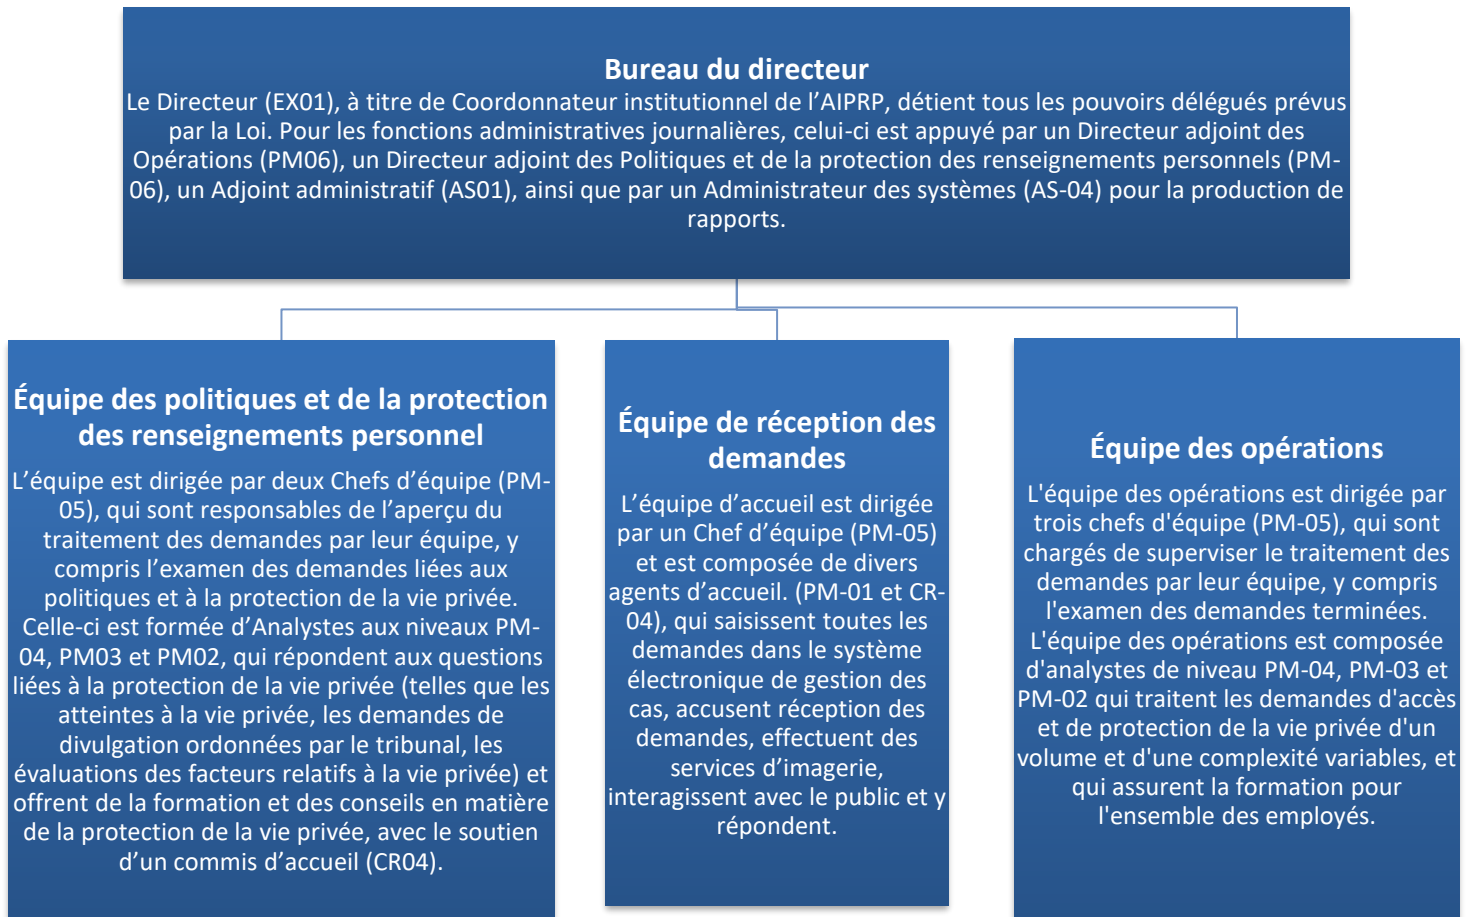 Bureau du directeur
Le Directeur (EX01), à titre de Coordonnateur institutionnel de l’AIPRP, détient tous les pouvoirs délégués prévus
par la Loi. Pour les fonctions administratives journalières, celui-ci est appuyé par un Directeur adjoint des
Opérations (PM06), un Directeur adjoint des Politiques et de la protection des renseignements personnels (PM-
06), un Adjoint administratif (AS01), ainsi que par un Administrateur des systèmes (AS-04) pour la production de
rapports.
Équipe des politiques et de la protection
des renseignements personnel
L’équipe est dirigée par deux Chefs d’équipe (PM-
05), qui sont responsables de l’aperçu du
traitement des demandes par leur équipe, y
compris l’examen des demandes liées aux
politiques et à la protection de la vie privée.
Celle-ci est formée d’Analystes aux niveaux PM-
04, PM03 et PM02, qui répondent aux questions
liées à la protection de la vie privée (telles que les
atteintes à la vie privée, les demandes de
divulgation ordonnées par le tribunal, les
évaluations des facteurs relatifs à la vie privée) et
offrent de la formation et des conseils en matière
de la protection de la vie privée, avec le soutien
d’un commis d’accueil (CR04).
Équipe de réception des
demandes
L’équipe d’accueil est dirigée
par un Chef d’équipe (PM-05)
et est composée de divers
agents d’accueil. (PM-01 et CR-
04), qui saisissent toutes les
demandes dans le système
électronique de gestion des
cas, accusent réception des
demandes, effectuent des
services d’imagerie,
interagissent avec le public et y
répondent.
Équipe des opérations
L'équipe des opérations est dirigée par
trois chefs d'équipe (PM-05), qui sont
chargés de superviser le traitement des
demandes par leur équipe, y compris
l'examen des demandes terminées.
L'équipe des opérations est composée
d'analystes de niveau PM-04, PM-03 et
PM-02 qui traitent les demandes d'accès
et de protection de la vie privée d'un
volume et d'une complexité variables, et
qui assurent la formation pour
l'ensemble des employés.